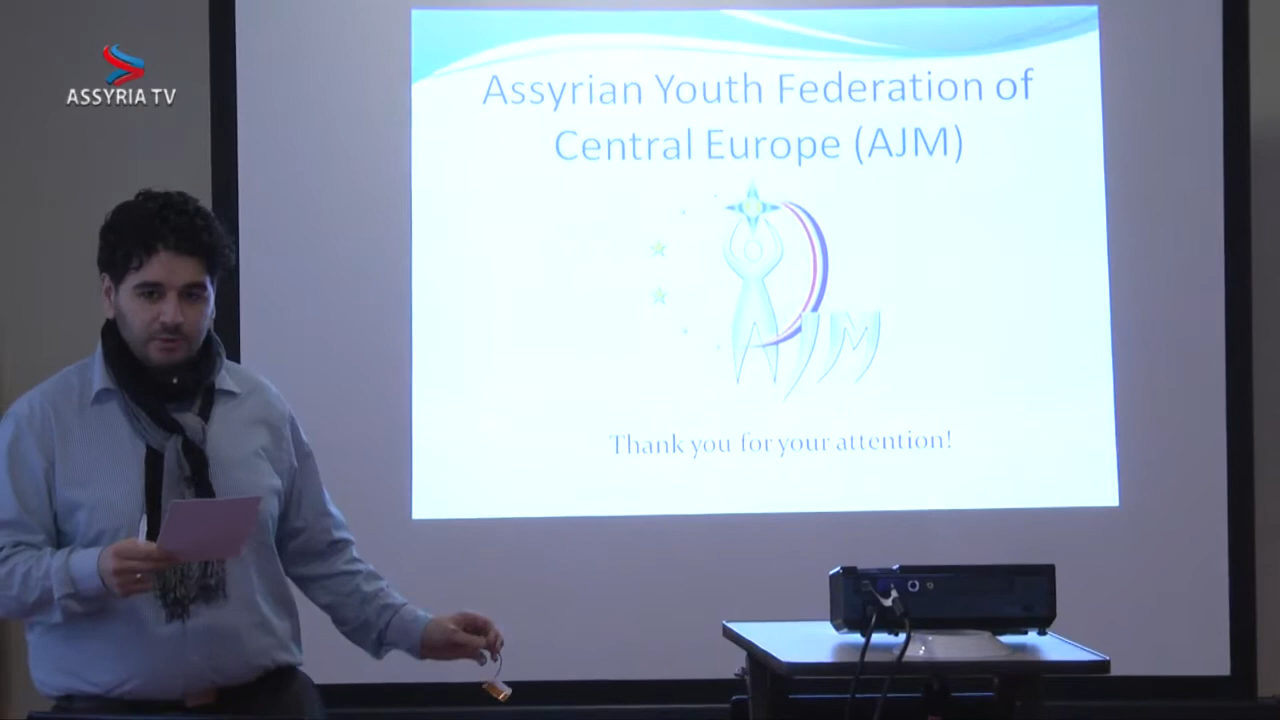 ASSYRIA TV
Assyrian Youth Federation of
Central Europe (AJM)
AJM
Thank you for your attention!